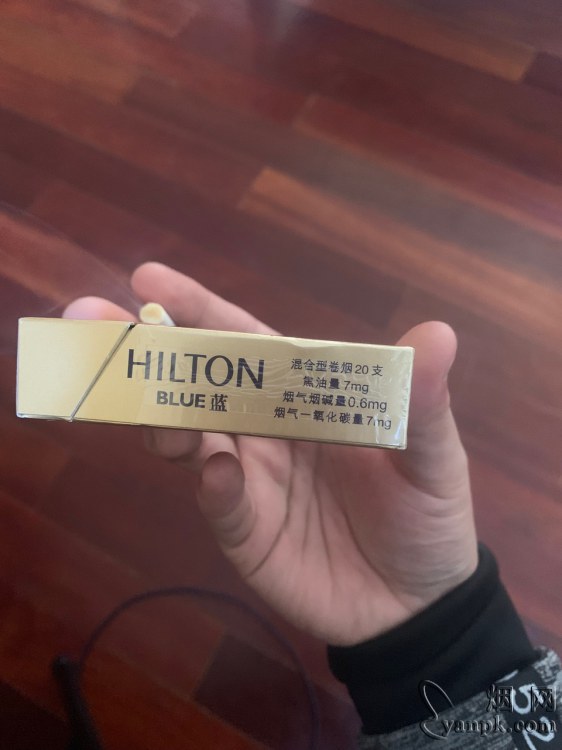 HILTON
BLUE 蓝
混合型卷烟20支
焦油量7mg
烟气烟碱量0.6mg
烟气一氧化碳量7mg
烟网
yanpk.com